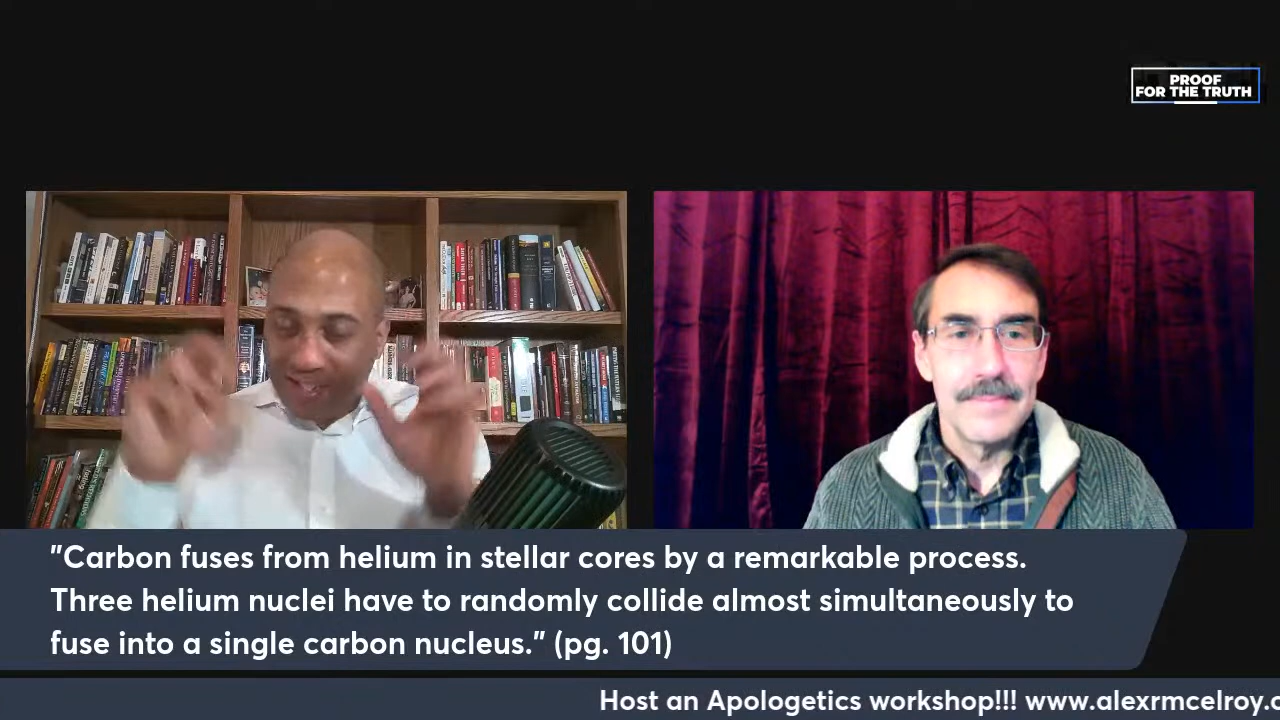 PROOF
FOR THE TRUTH
"Carbon fuses from helium in stellar cores by a remarkable process.
Three helium nuclei have to randomly collide almost simultaneously to
fuse into a single carbon nucleus." (pg. 101)
Host an Apologetics workshop!!! www.alexrmcelroy.c